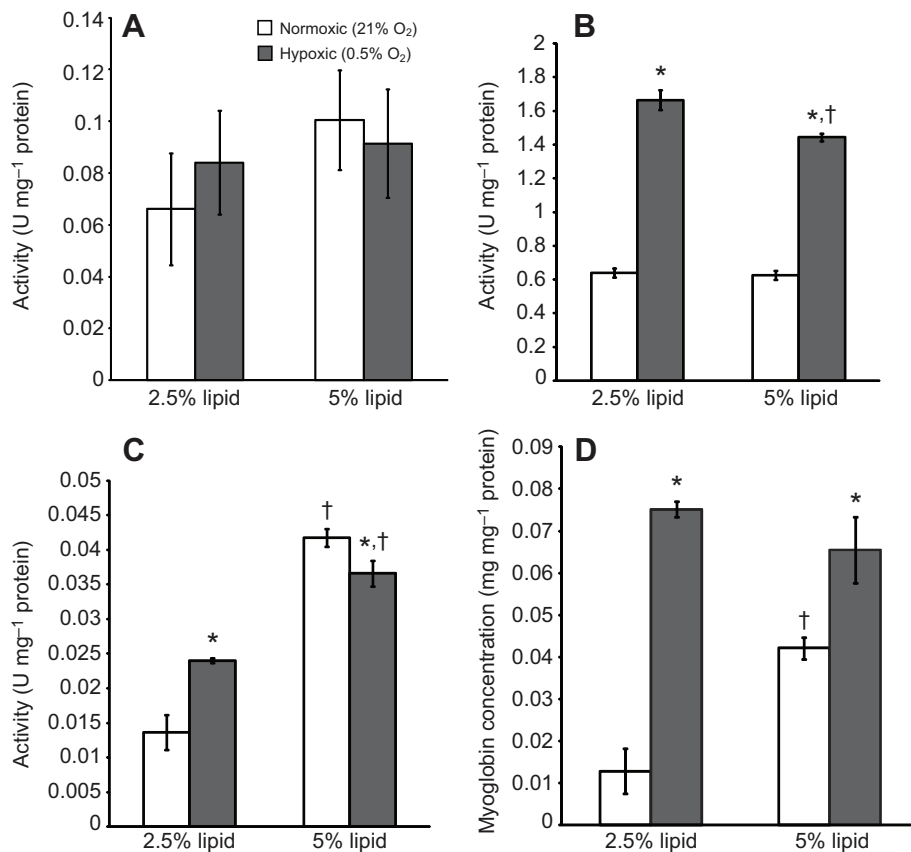 A
Normoxic (21% O₂)
Hypoxic (0.5% O₂)
Activity (U mg⁻¹ protein)
0.14
0.12
0.1
0.08
0.06
0.04
0.02
0
2.5% lipid
5% lipid
B
Activity (U mg⁻¹ protein)
2
1.8
1.6
1.4
1.2
1
0.8
0.6
0.4
0.2
0
*
*,†
2.5% lipid
5% lipid
C
Activity (U mg⁻¹ protein)
0.05
0.045
0.04
0.035
0.03
0.025
0.02
0.015
0.01
0.005
0
*
†
*,†
2.5% lipid
5% lipid
D
Myoglobin concentration (mg mg⁻¹ protein)
0.09
0.08
0.07
0.06
0.05
0.04
0.03
0.02
0.01
0
*
†
*
2.5% lipid
5% lipid